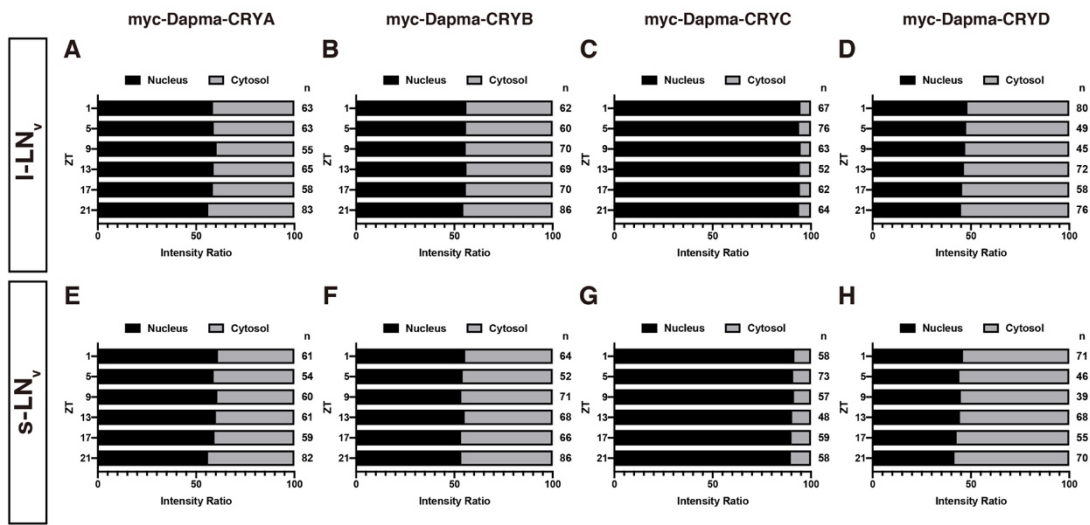 myc-Dapma-CRYA
myc-Dapma-CRYB
myc-Dapma-CRYC
myc-Dapma-CRYD
l-LNv
A
Nucleus Cytosol n
1 63
5 63
9 55
13 65
17 58
21 83
ZT
0 50 100
Intensity Ratio
B
Nucleus Cytosol n
1 62
5 60
9 70
13 69
17 70
21 86
ZT
0 50 100
Intensity Ratio
C
Nucleus Cytosol n
1 67
5 76
9 63
13 52
17 62
21 64
ZT
0 50 100
Intensity Ratio
D
Nucleus Cytosol n
1 80
5 49
9 45
13 72
17 58
21 76
ZT
0 50 100
Intensity Ratio
s-LNv
E
Nucleus Cytosol n
1 61
5 54
9 60
13 61
17 59
21 82
ZT
0 50 100
Intensity Ratio
F
Nucleus Cytosol n
1 64
5 52
9 71
13 68
17 66
21 86
ZT
0 50 100
Intensity Ratio
G
Nucleus Cytosol n
1 58
5 73
9 57
13 48
17 59
21 58
ZT
0 50 100
Intensity Ratio
H
Nucleus Cytosol n
1 71
5 46
9 39
13 68
17 55
21 70
ZT
0 50 100
Intensity Ratio